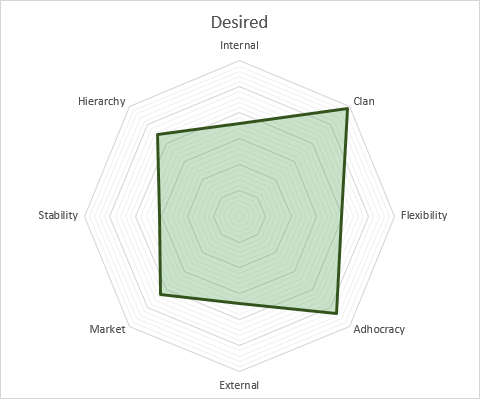 Desired
Internal
Hierarchy
Clan
Stability
Flexibility
Market
Adhocracy
External